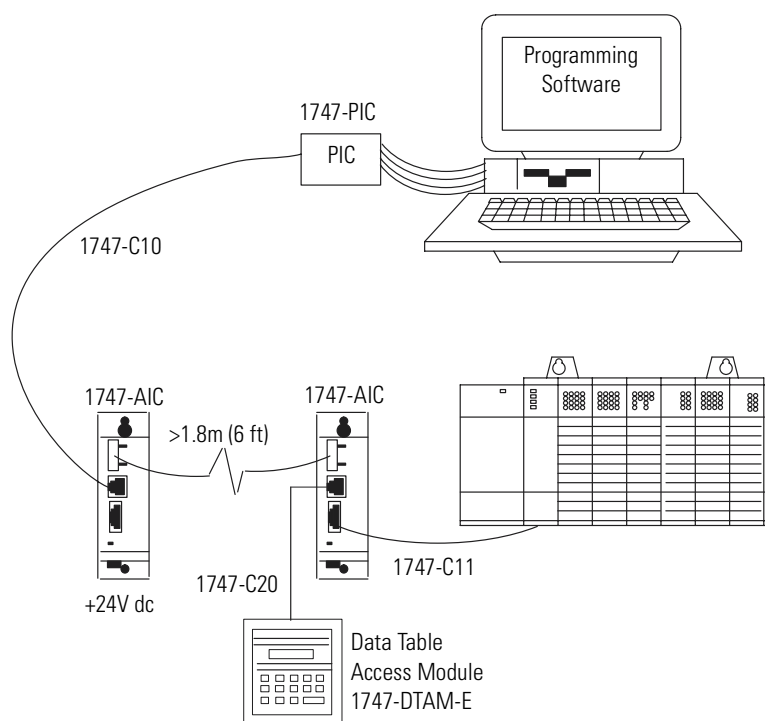 Programming
Software
1747-PIC
PIC
1747-C10
1747-AIC
1747-AIC
>1.8m (6 ft)
1747-C11
1747-C20
+24V dc
Data Table
Access Module
1747-DTAM-E